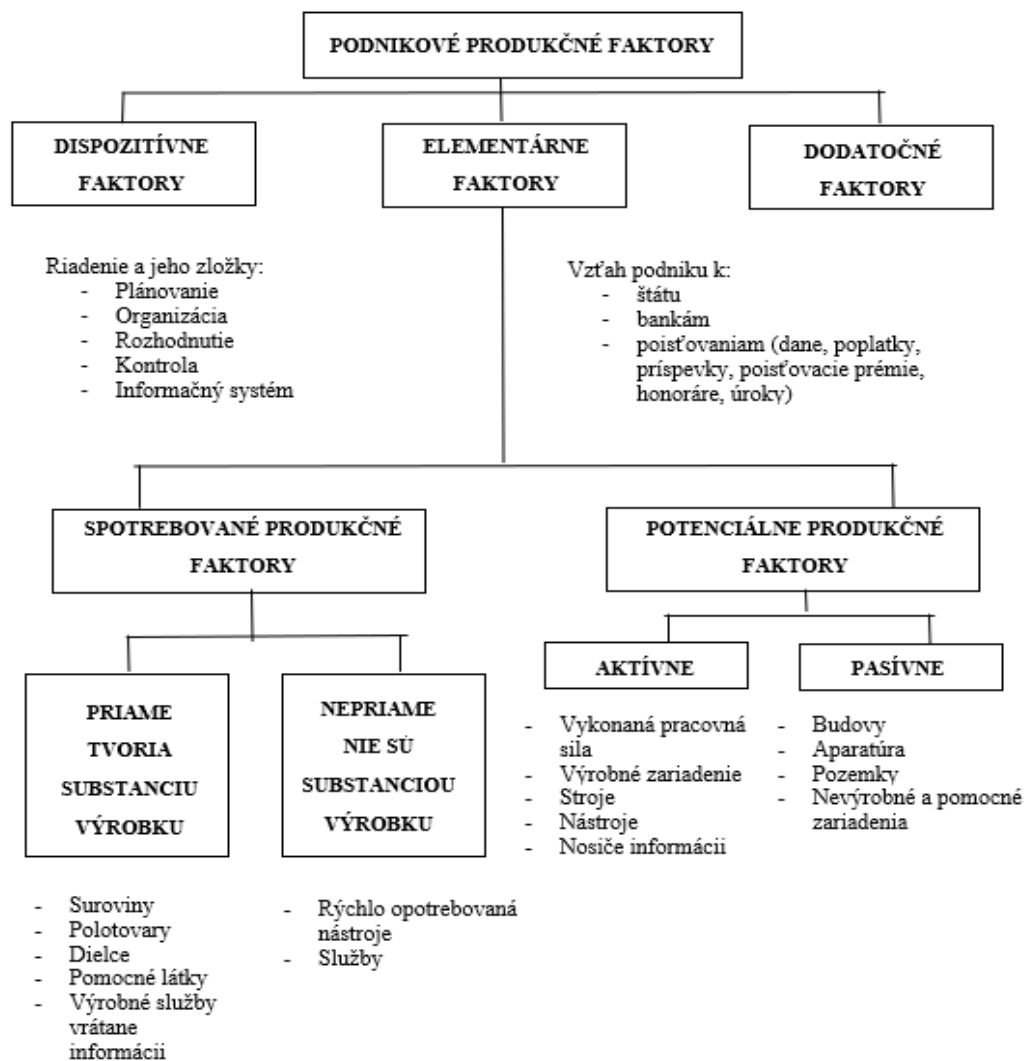 PODNIKOVÉ PRODUKČNÉ FAKTORY
DISPOZITÍVNE
FAKTORY
ELEMENTÁRNE
FAKTORY
DODATOČNÉ
FAKTORY
Riadenie a jeho zložky:
- Plánovanie
- Organizácia
- Rozhodnutie
- Kontrola
- Informačný systém
Vzťah podniku k:
- štátu
- bankám
- poisťovaniam (dane, poplatky,
príspevky, poisťovacie prémie,
honoráre, úroky)
SPOTREBOVANÉ PRODUKČNÉ
FAKTORY
POTENCIÁLNE PRODUKČNÉ
FAKTORY
PRIAME
TVORIA
SUBSTANCIU
VÝROBKU
NEPRIAME
NIE SÚ
SUBSTANCIOU
VÝROBKU
AKTÍVNE
PASÍVNE
- Vykonaná pracovná
sila
- Výrobné zariadenie
- Stroje
- Nástroje
- Nosiče informácii
- Budovy
- Aparatúra
- Pozemky
- Nevýrobné a pomocné
zariadenia
- Suroviny
- Polotovary
- Dielce
- Pomocné látky
- Výrobné služby
vrátane
informácii
- Rýchlo opotrebovaná
nástroje
- Služby